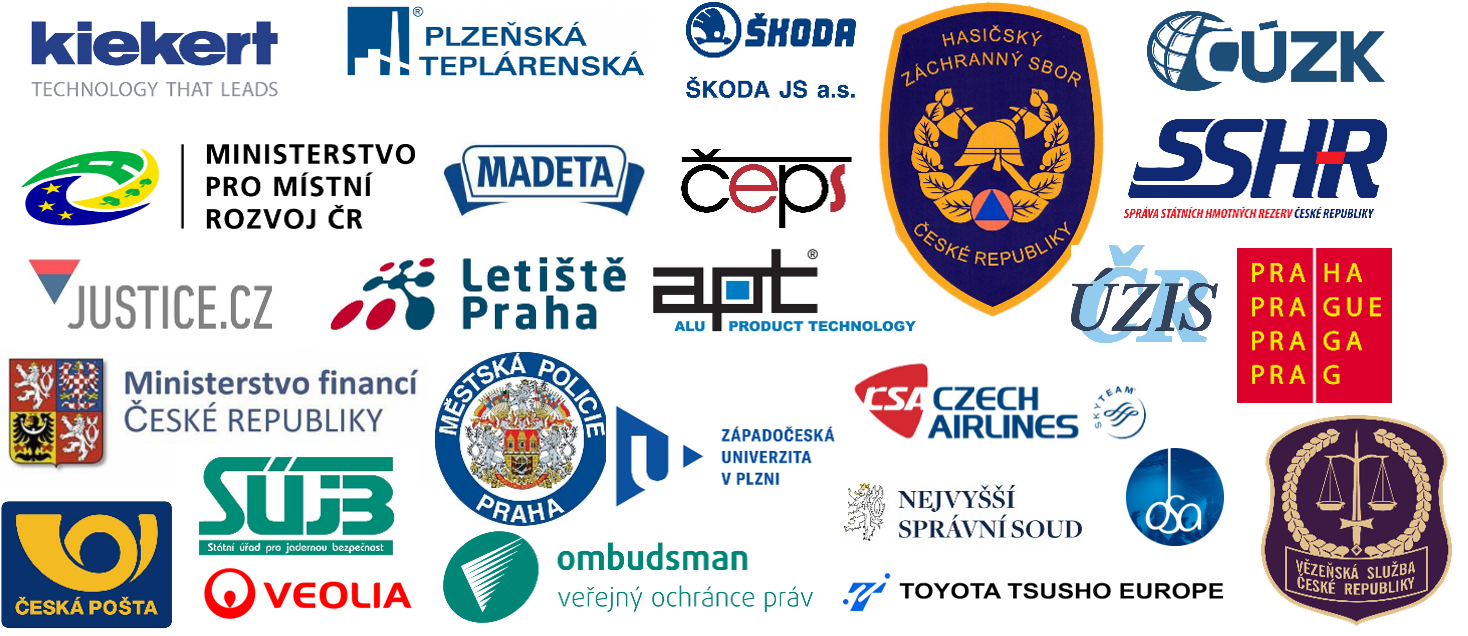 kiekert
TECHNOLOGY THAT LEADS
®
PLZEŇSKÁ
TEPLÁRENSKÁ
ŠKODA
ŠKODA JS a.s.
HASIČSKÝ
ZÁCHRANNÝ SBOR
ČESKÉ REPUBLIKY
ČÚZK
MINISTERSTVO
PRO MÍSTNÍ
ROZVOJ ČR
MADETA
čeps
SSHR
SPRÁVA STÁTNÍCH HMOTNÝCH REZERV ČESKÉ REPUBLIKY
JUSTICE.CZ
Letiště
Praha
apt®
ALU PRODUCT TECHNOLOGY
ČR
ÚZIS
PRA HA
PRA GUE
PRA GA
PRA G
Ministerstvo financí
ČESKÉ REPUBLIKY
MĚSTSKÁ POLICIE
PRAHA
ZÁPADOČESKÁ
UNIVERZITA
V PLZNI
CSA CZECH
AIRLINES
SKYTEAM
SÚJB
Státní úřad pro jadernou bezpečnost
NEJVYŠŠÍ
SPRÁVNÍ SOUD
osa
VĚZEŇSKÁ SLUŽBA
ČESKÉ REPUBLIKY
ČESKÁ POŠTA
VEOLIA
ombudsman
veřejný ochránce práv
TOYOTA TSUSHO EUROPE